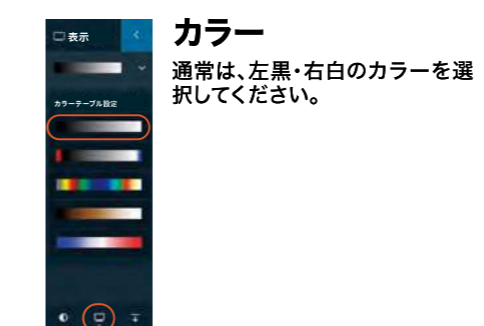 表示
カラーテーブル設定
カラー
通常は、左黒・右白のカラーを選
択してください。